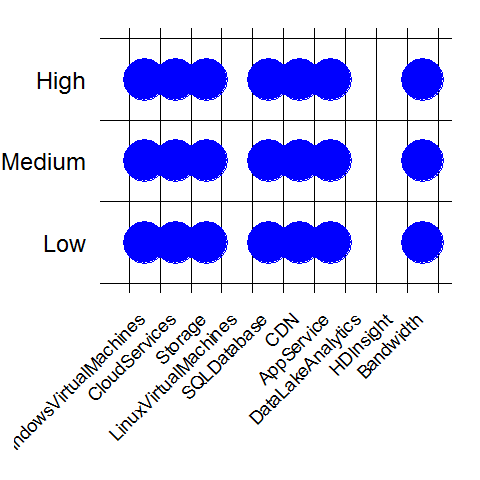 High
Medium
Low
ndowsVirtualMachines
CloudServices
Storage
LinuxVirtualMachines
SQLDatabase
CDN
AppService
DataLakeAnalytics
HDInsight
Bandwidth